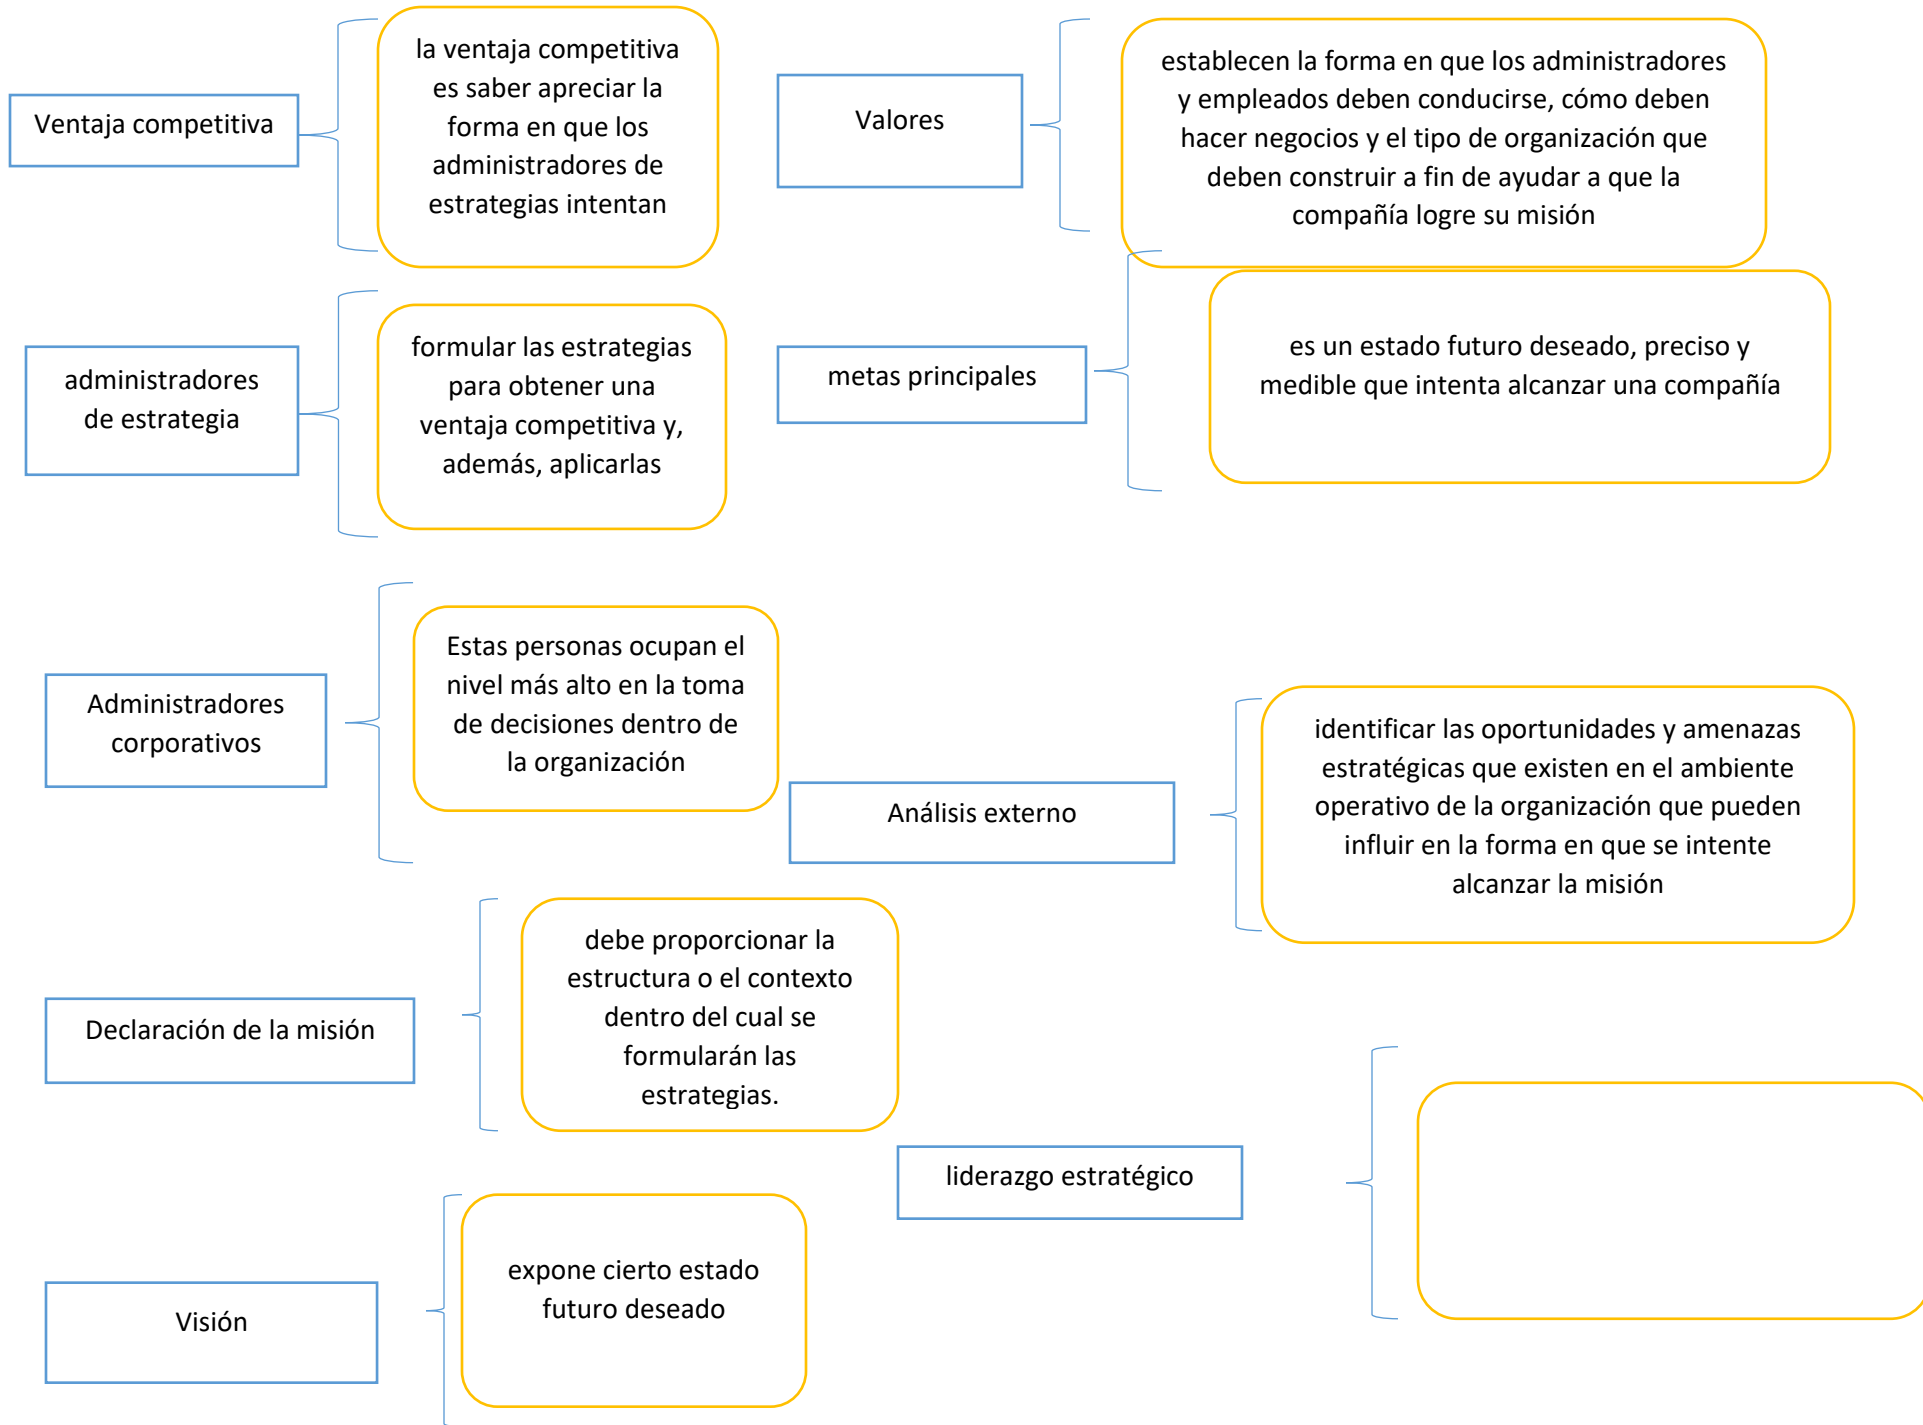 Ventaja competitiva
la ventaja competitiva
es saber apreciar la
forma en que los
administradores de
estrategias intentan
Valores
establecen la forma en que los administradores
y empleados deben conducirse, cómo deben
hacer negocios y el tipo de organización que
deben construir a fin de ayudar a que la
compañía logre su misión
administradores
de estrategia
formular las estrategias
para obtener una
ventaja competitiva y,
además, aplicarlas
metas principales
es un estado futuro deseado, preciso y
medible que intenta alcanzar una compañía
Administradores
corporativos
Estas personas ocupan el
nivel más alto en la toma
de decisiones dentro de
la organización
Análisis externo
identificar las oportunidades y amenazas
estratégicas que existen en el ambiente
operativo de la organización que pueden
influir en la forma en que se intente
alcanzar la misión
Declaración de la misión
debe proporcionar la
estructura o el contexto
dentro del cual se
formularán las
estrategias.
liderazgo estratégico
Visión
expone cierto estado
futuro deseado